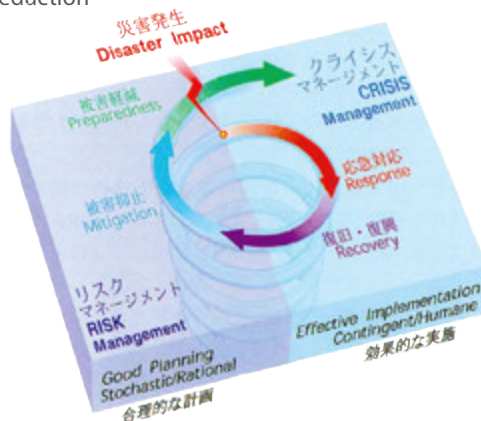 eduction
災害発生
Disaster Impact
クライシス
マネージメント
CRISIS
Management
被害軽減
Preparedness
応急対応
Response
被害抑止
Mitigation
復旧・復興
Recovery
リスク
マネージメント
RISK
Management
Good Planning
Stochastic/Rational
合理的な計画
Effective Implementation
Contingent/Humane
効果的な実施